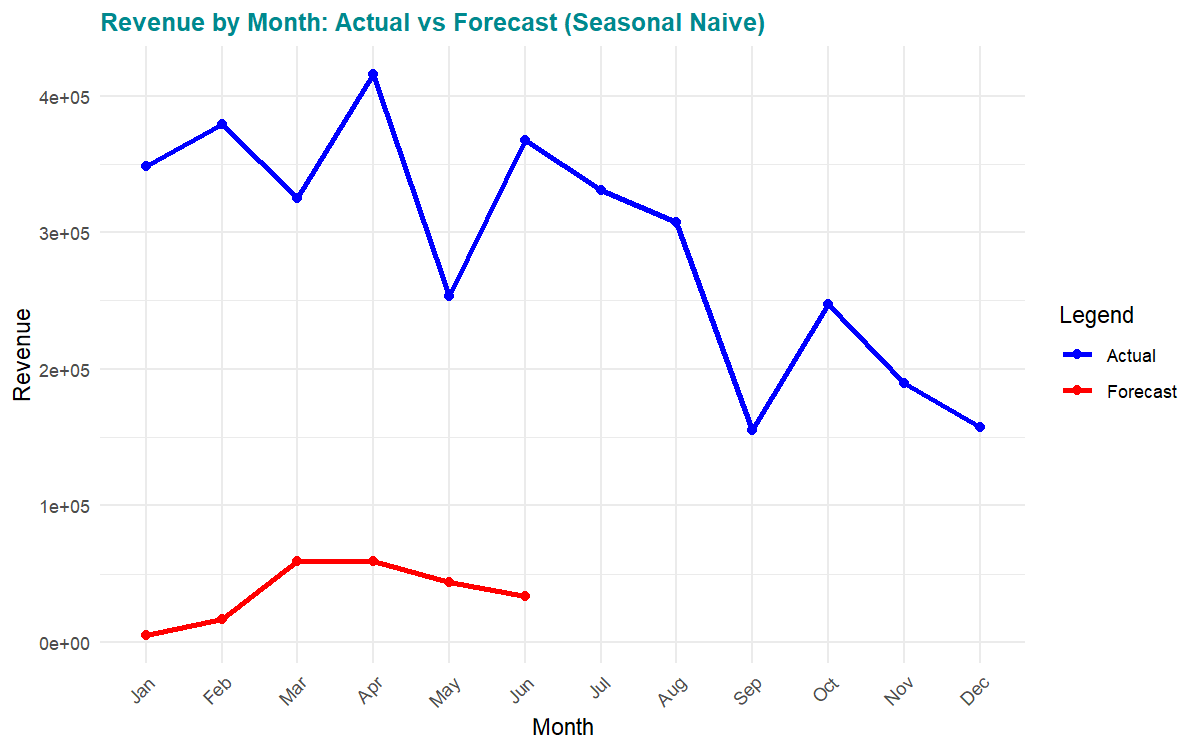 Revenue by Month: Actual vs Forecast (Seasonal Naive)
Revenue
4e+05
3e+05
2e+05
1e+05
0e+00
Jan
Feb
Mar
Apr
May
Jun
Jul
Aug
Sep
Oct
Nov
Dec
Month
Legend
Actual
Forecast